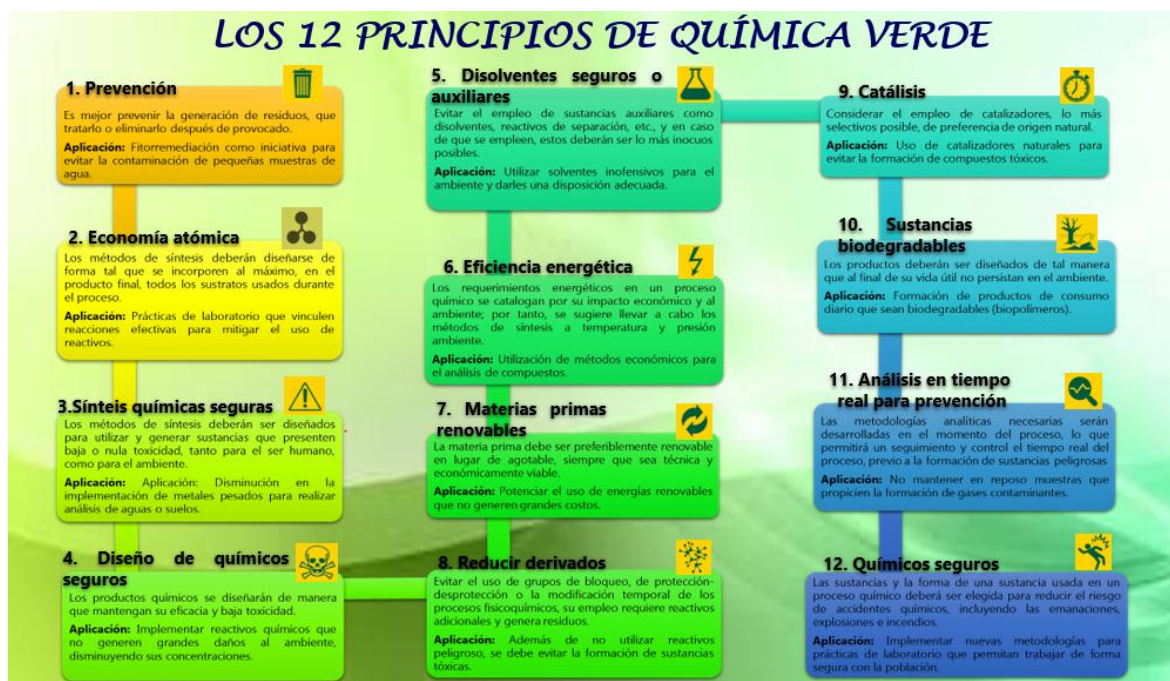 LOS 12 PRINCIPIOS DE QUÍMICA VERDE
1. Prevención
Es mejor prevenir la generación de residuos, que
tratarlo o eliminarlo después de provocado.
Aplicación: Fitorremediación como iniciativa para
evitar la contaminación de pequeñas muestras de
agua.
2. Economía atómica
Los métodos de síntesis deberán diseñarse de
forma tal que se incorporen al máximo, en el
producto final, todos los sustratos usados durante
el proceso.
Aplicación: Prácticas de laboratorio que vinculen
reacciones efectivas para mitigar el uso de
reactivos.
3.Sínteis químicas seguras
Los métodos de síntesis deberán ser diseñados
para utilizar y generar sustancias que presenten
baja o nula toxicidad, tanto para el ser humano,
como para el ambiente.
Aplicación: Aplicación: Disminución en la
implementación de metales pesados para realizar
análisis de aguas o suelos.
4. Diseño de químicos
seguros
Los productos químicos se diseñarán de manera
que mantengan su eficacia y baja toxicidad.
Aplicación: Implementar reactivos químicos que
no generen grandes daños al ambiente,
disminuyendo sus concentraciones.
5. Disolventes seguros o
auxiliares
Evitar el empleo de sustancias auxiliares como
disolventes, reactivos de separación, etc., y en caso
de que se empleen, estos deberán ser lo más inocuos
posibles.
Aplicación: Utilizar solventes inofensivos para el
ambiente y darles una disposición adecuada.
6. Eficiencia energética
Los requerimientos energéticos en un proceso
químico se catalogan por su impacto económico y al
ambiente; por tanto, se sugiere llevar a cabo los
métodos de síntesis a temperatura y presión
ambiente.
Aplicación: Utilización de métodos económicos para
el análisis de compuestos.
7. Materias primas
renovables
La materia prima debe ser preferiblemente renovable
en lugar de agotable, siempre que sea técnica y
económicamente viable.
Aplicación: Potenciar el uso de energías renovables
que no generen grandes costos.
8. Reducir derivados
Evitar el uso de grupos de bloqueo, de protección-
desprotección o la modificación temporal de los
procesos fisicoquímicos, su empleo requiere reactivos
adicionales y genera residuos.
Aplicación: Además de no utilizar reactivos
peligroso, se debe evitar la formación de sustancias
tóxicas.
9. Catálisis
Considerar el empleo de catalizadores, lo más
selectivos posible, de preferencia de origen natural.
Aplicación: Uso de catalizadores naturales para
evitar la formación de compuestos tóxicos.
10. Sustancias
biodegradables
Los productos deberán ser diseñados de tal manera
que al final de su vida útil no persistan en el ambiente.
Aplicación: Formación de productos de consumo
diario que sean biodegradables (biopolímeros).
11. Análisis en tiempo
real para prevención
Las metodologías analíticas necesarias serán
desarrolladas en el momento del proceso, lo que
permitirá un seguimiento y control el tiempo real del
proceso, previo a la formación de sustancias peligrosas
Aplicación: No mantener en reposo muestras que
propicien la formación de gases contaminantes.
12. Químicos seguros
Las sustancias y la forma de una sustancia usada en un
proceso químico deberá ser elegida para reducir el riesgo
de accidentes químicos, incluyendo las emanaciones,
explosiones e incendios.
Aplicación: Implementar nuevas metodologías para
prácticas de laboratorio que permitan trabajar de forma
segura con la población.